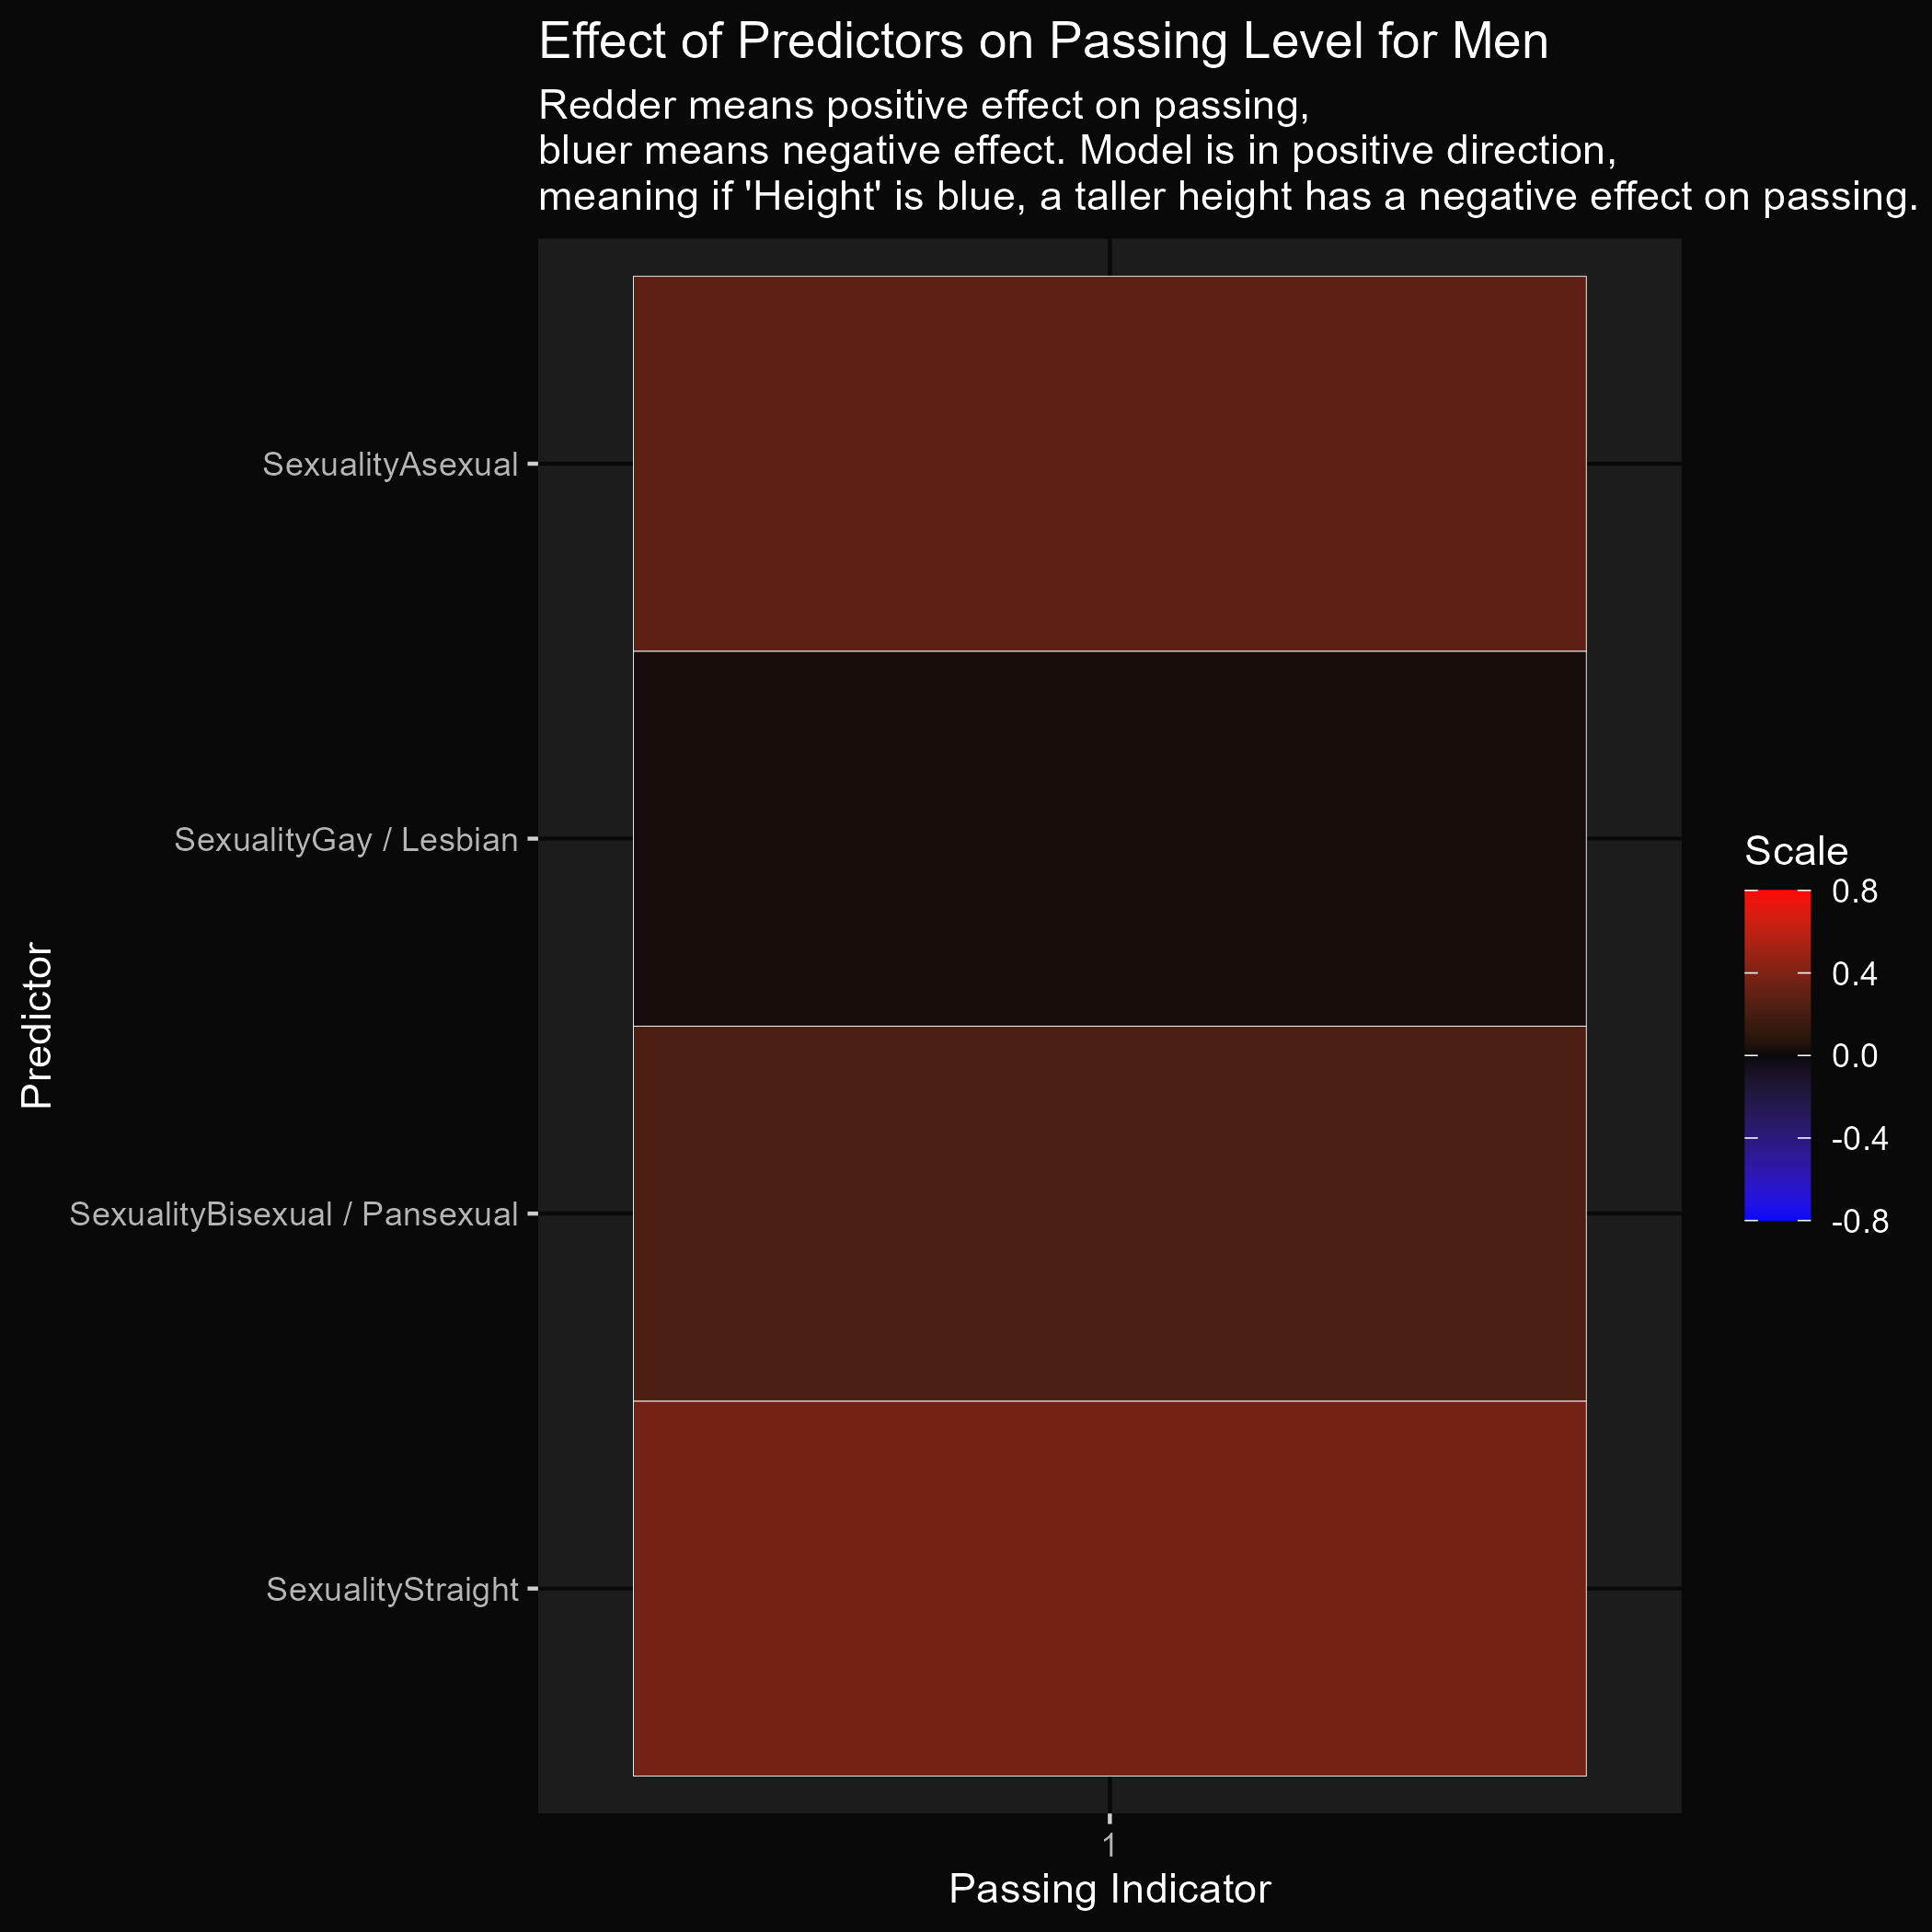 Effect of Predictors on Passing Level for Men
Redder means positive effect on passing,
bluer means negative effect. Model is in positive direction,
meaning if 'Height' is blue, a taller height has a negative effect on passing.
Predictor
SexualityAsexual
SexualityGay / Lesbian
SexualityBisexual / Pansexual
SexualityStraight
1
Passing Indicator
Scale
0.8
0.4
0.0
-0.4
-0.8